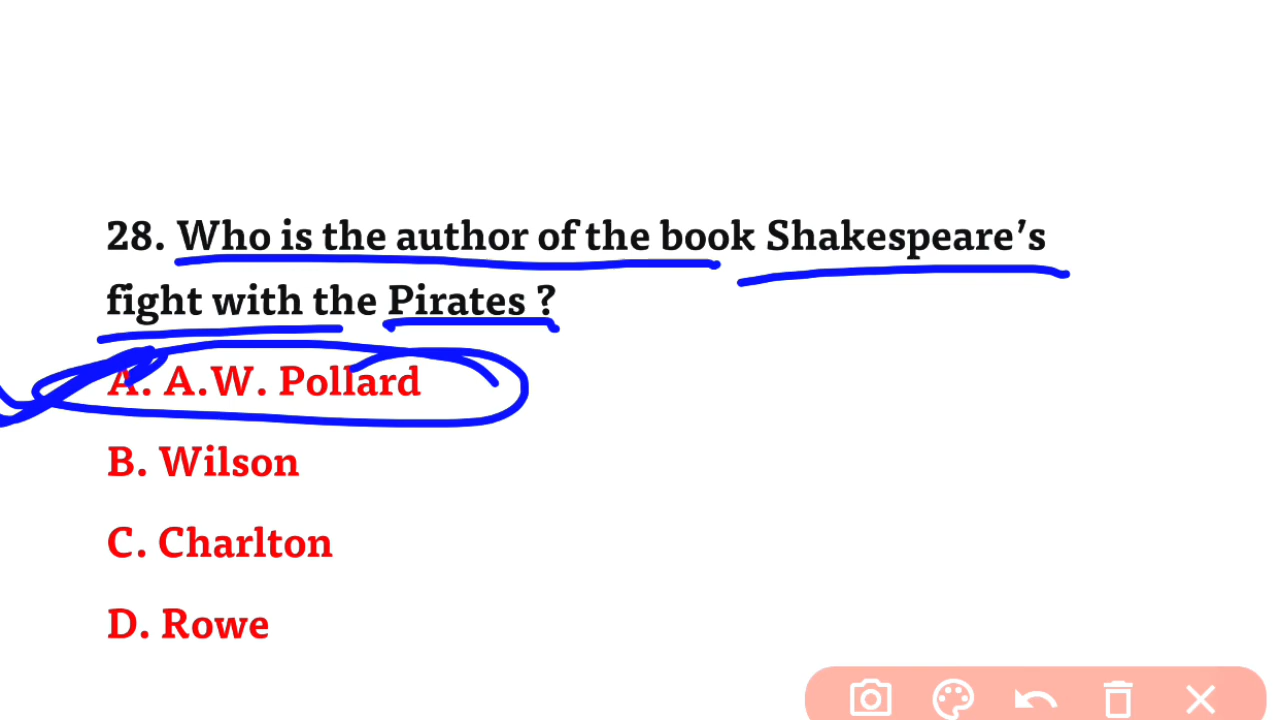 28. Who is the author of the book Shakespeare’s
fight with the Pirates ?
A. A.W. Pollard
B. Wilson
C. Charlton
D. Rowe